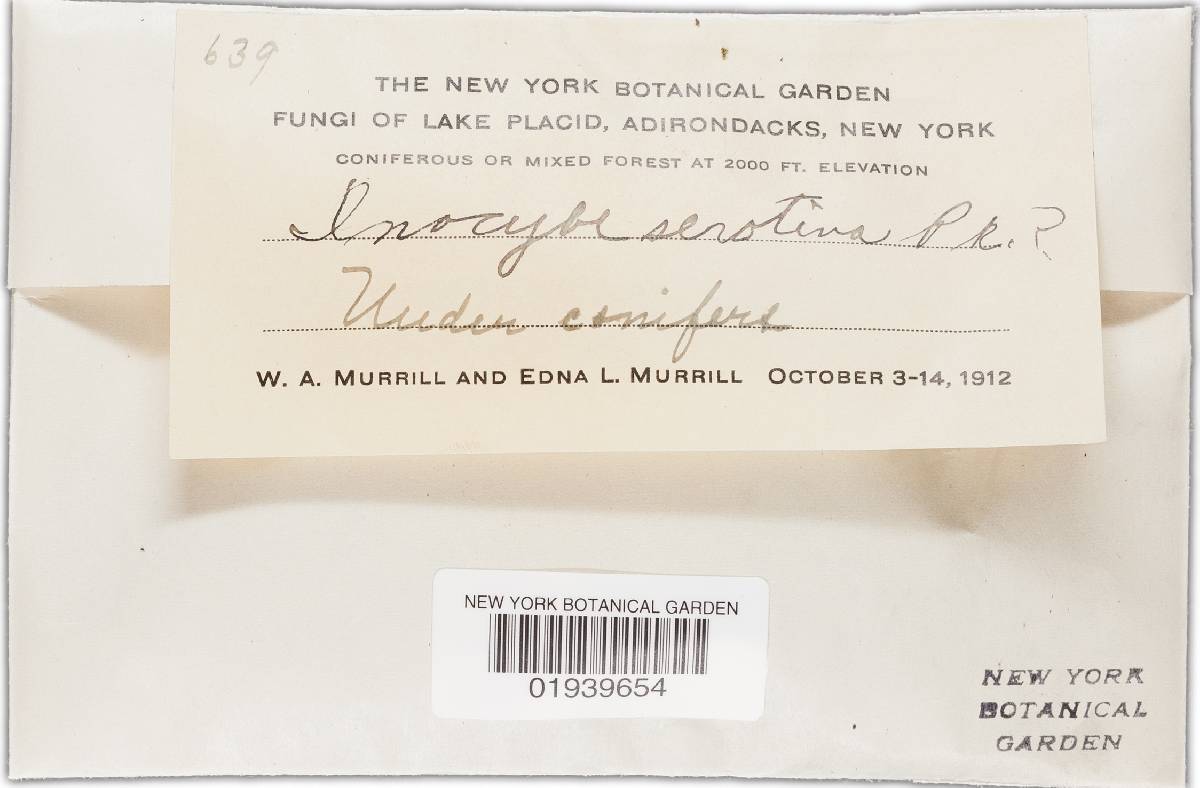 639
THE NEW YORK BOTANICAL GARDEN
FUNGI OF LAKE PLACID, ADIRONDACKS, NEW YORK
CONIFEROUS OR MIXED FOREST AT 2000 FT. ELEVATION
Inocybe serotina Pk. ?
Under conifers
W. A. MURRILL AND EDNA L. MURRILL OCTOBER 3-14, 1912
NEW YORK BOTANICAL GARDEN
01939654
NEW YORK
BOTANICAL
GARDEN